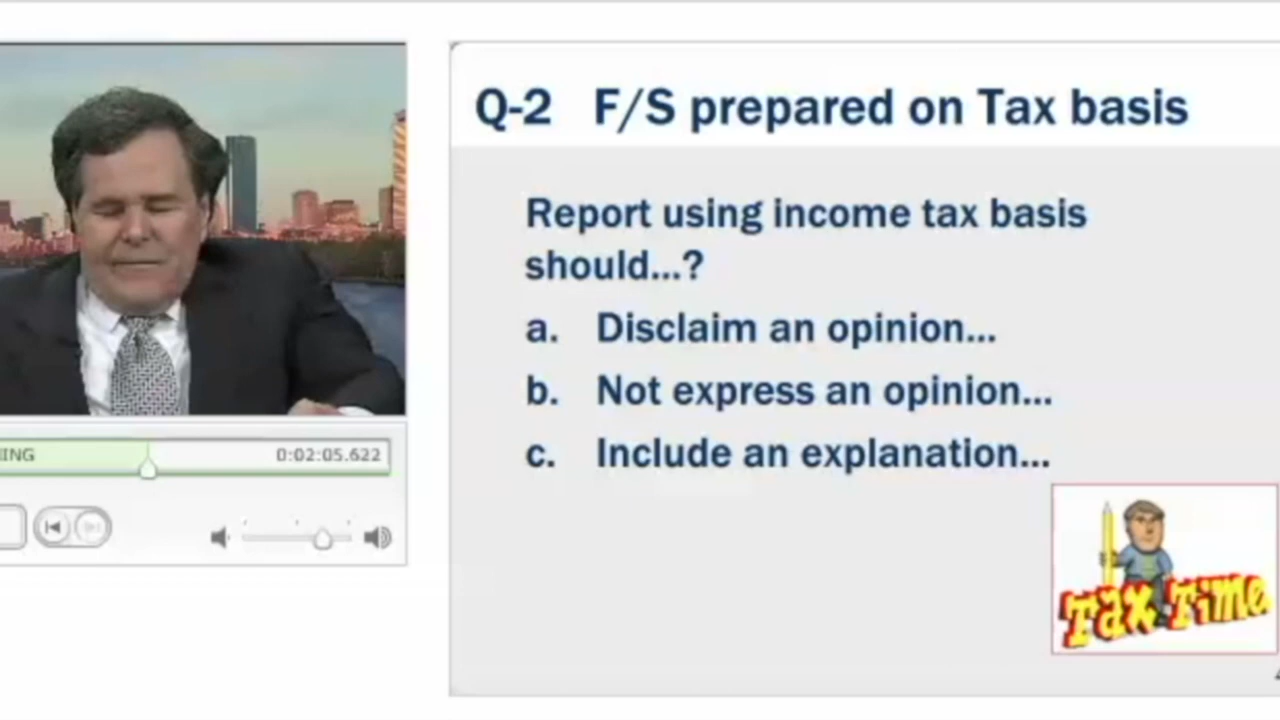 Q-2 F/S prepared on Tax basis
Report using income tax basis
should...?
a. Disclaim an opinion...
b. Not express an opinion...
c. Include an explanation...
Tax Time
0:02:05.622